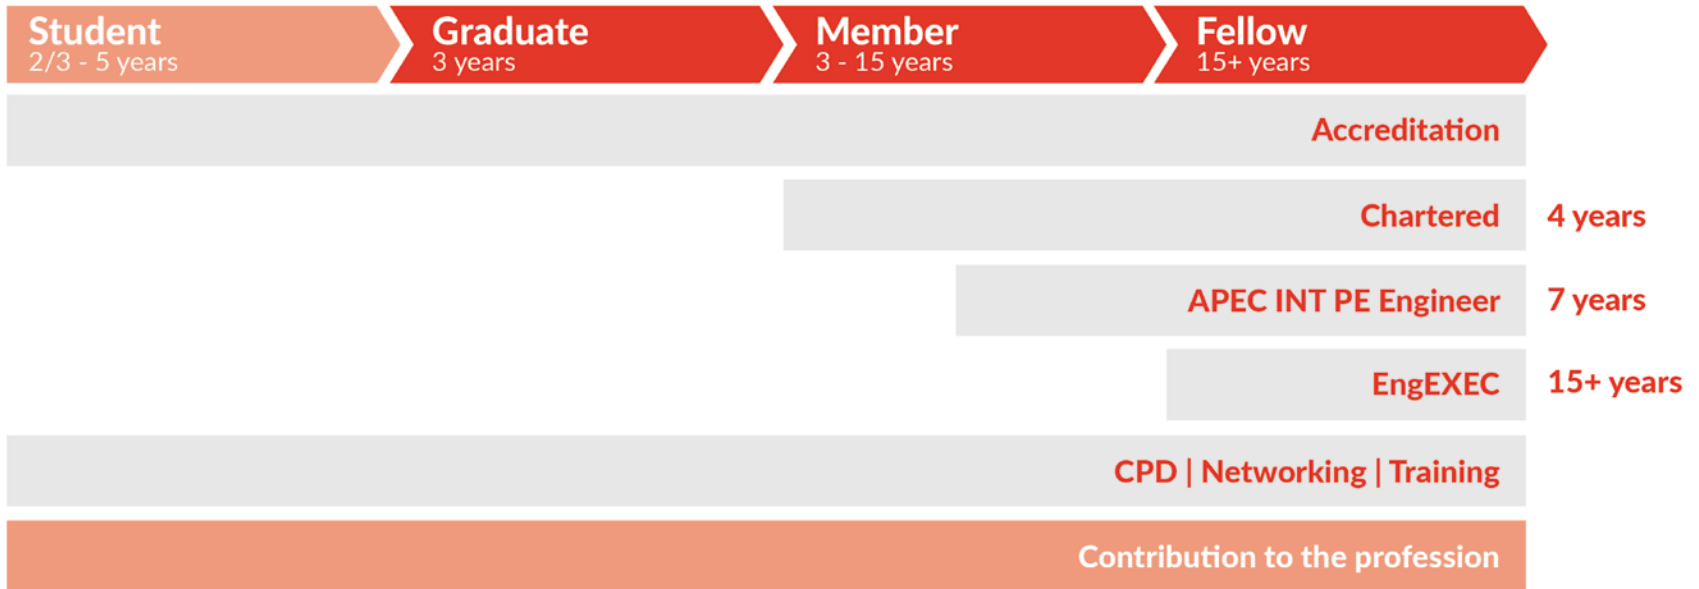 Student
2/3 - 5 years
Graduate
3 years
Member
3 - 15 years
Fellow
15+ years
Accreditation
Chartered
4 years
APEC INT PE Engineer
7 years
EngEXEC
15+ years
CPD | Networking | Training
Contribution to the profession